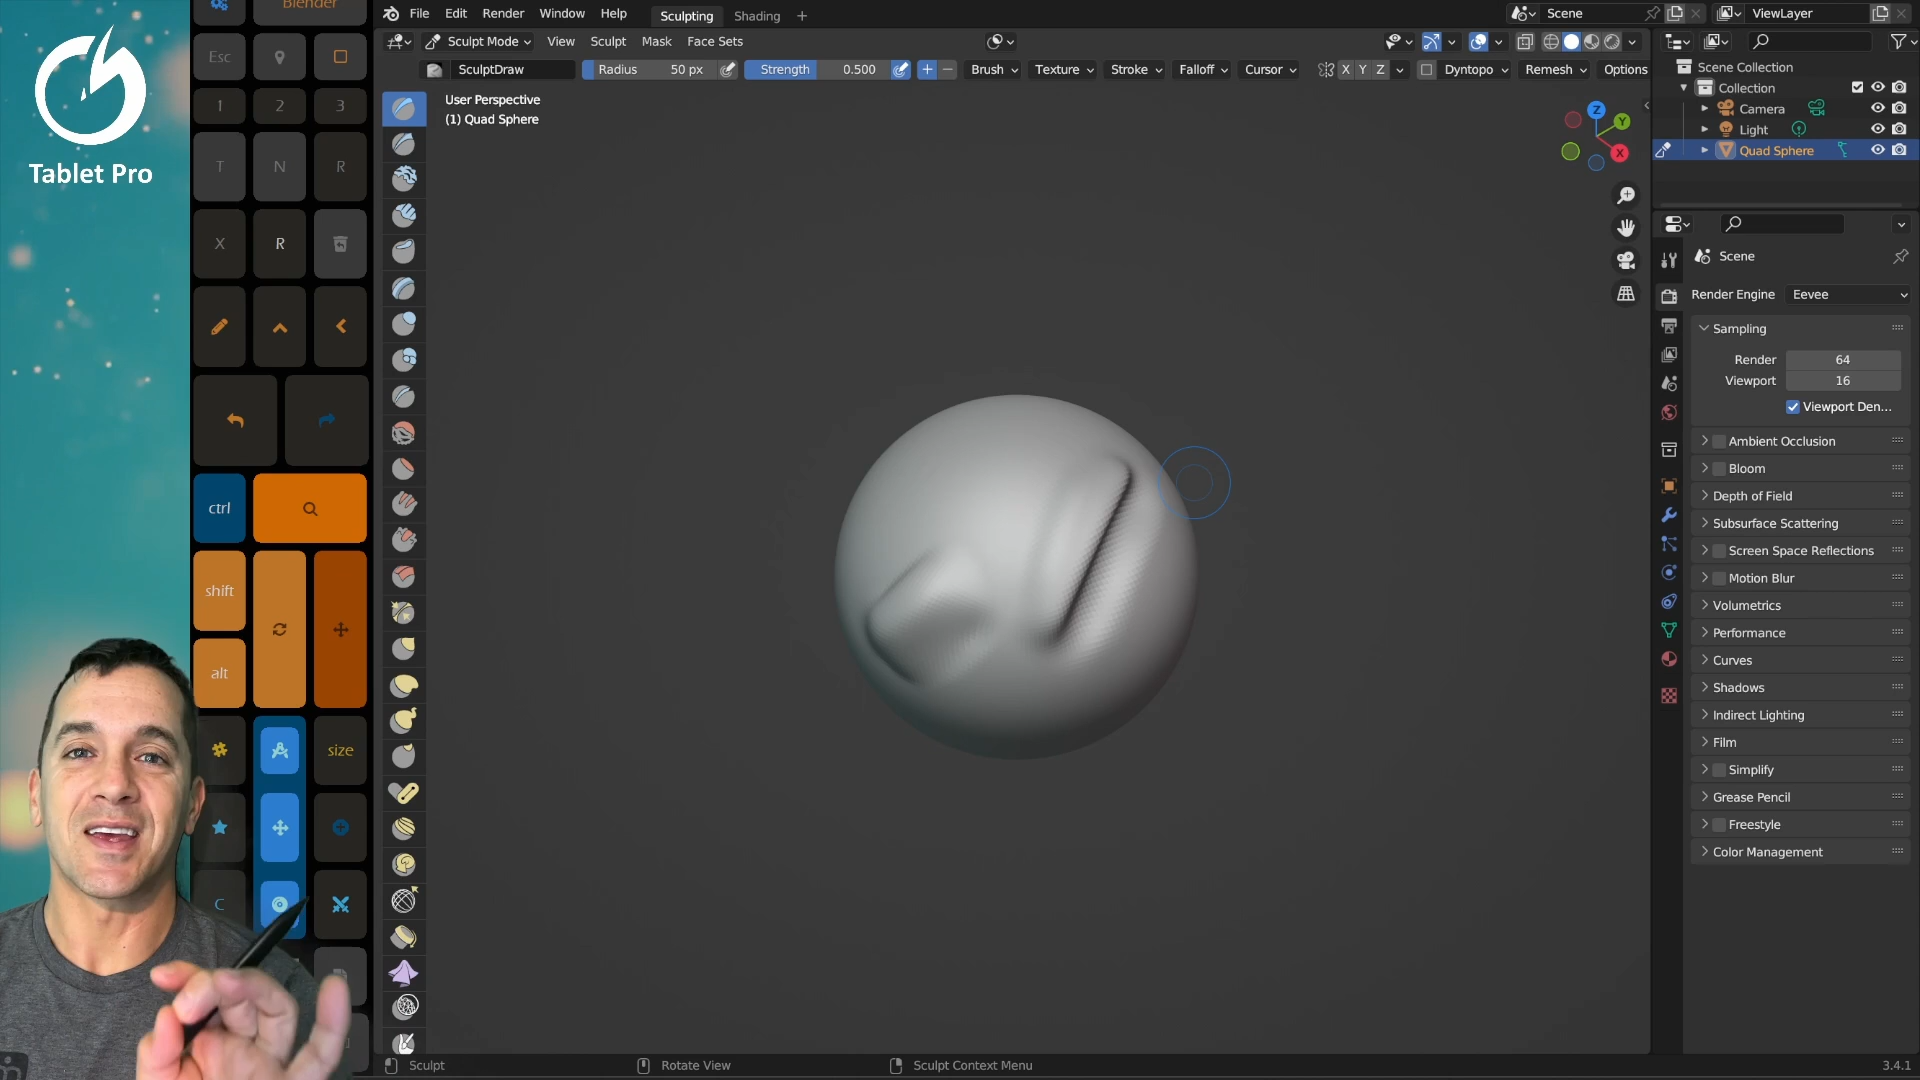 Tablet Pro
Blender
Esc
1
2
3
T
N
R
X
R
ctrl
shift
alt
size
C
File
Edit
Render
Window
Help
Sculpting
Shading
+
Scene
ViewLayer
Sculpt Mode
View
Sculpt
Mask
Face Sets
SculptDraw
Radius
50 px
Strength
0.500
Brush
Texture
Stroke
Falloff
Cursor
X
Y
Z
Dyntopo
Remesh
Options
User Perspective
(1) Quad Sphere
Z
Y
X
Scene Collection
Collection
Camera
Light
Quad Sphere
Scene
Render Engine
Eevee
Sampling
Render
64
Viewport
16
Viewport Den...
Ambient Occlusion
Bloom
Depth of Field
Subsurface Scattering
Screen Space Reflections
Motion Blur
Volumetrics
Performance
Curves
Shadows
Indirect Lighting
Film
Simplify
Grease Pencil
Freestyle
Color Management
Sculpt
Rotate View
Sculpt Context Menu
3.4.1